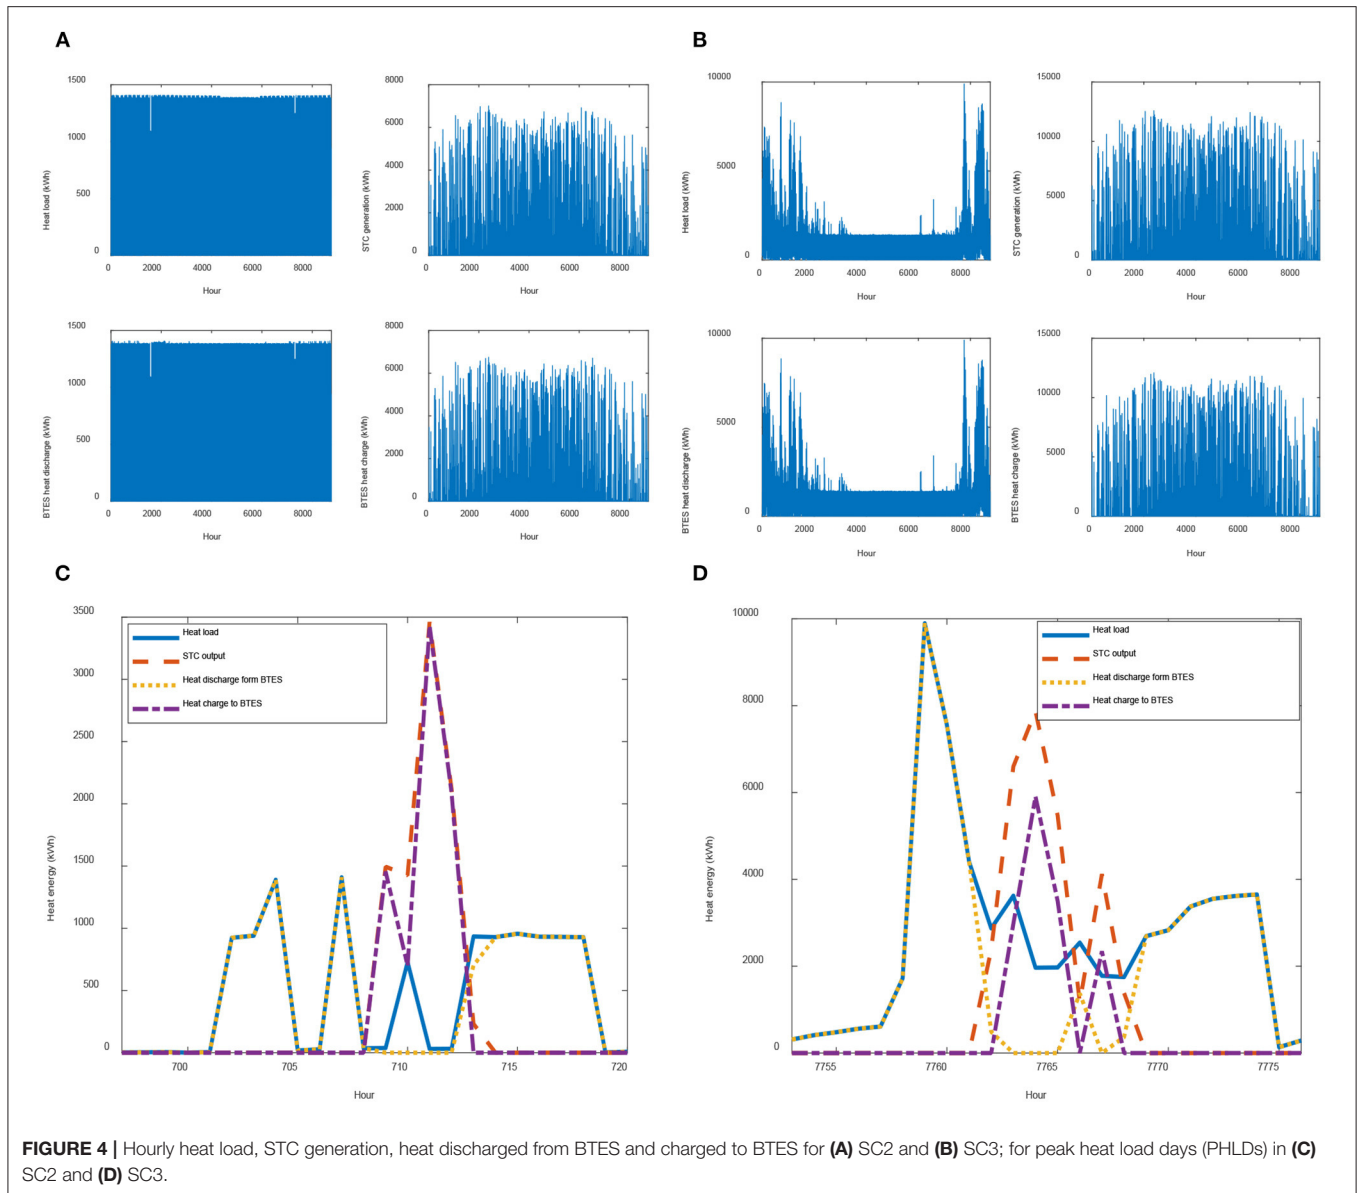 A
B
1500
1000
500
0
Heat load (kWh)
0 2000 4000 6000 8000
Hour
8000
6000
4000
2000
0
STC generation (kWh)
0 2000 4000 6000 8000
Hour
10000
5000
0
Heat load (kWh)
0 2000 4000 6000 8000
Hour
15000
10000
5000
0
STC generation (kWh)
0 2000 4000 6000 8000
Hour
1500
1000
500
0
BTES heat discharge (kWh)
0 2000 4000 6000 8000
Hour
8000
6000
4000
2000
0
BTES heat charge (kWh)
0 2000 4000 6000 8000
Hour
10000
5000
0
BTES heat discharge (kWh)
0 2000 4000 6000 8000
Hour
15000
10000
5000
0
BTES heat charge (kWh)
0 2000 4000 6000 8000
Hour
C
3500
3000
2500
2000
1500
1000
500
0
Heat energy (kWh)
Heat load
STC output
Heat discharge form BTES
Heat charge to BTES
700 705 710 715 720
Hour
D
10000
8000
6000
4000
2000
0
Heat energy (kWh)
Heat load
STC output
Heat discharge form BTES
Heat charge to BTES
7755 7760 7765 7770 7775
Hour
FIGURE 4 | Hourly heat load, STC generation, heat discharged from BTES and charged to BTES for (A) SC2 and (B) SC3; for peak heat load days (PHLDs) in (C)
SC2 and (D) SC3.